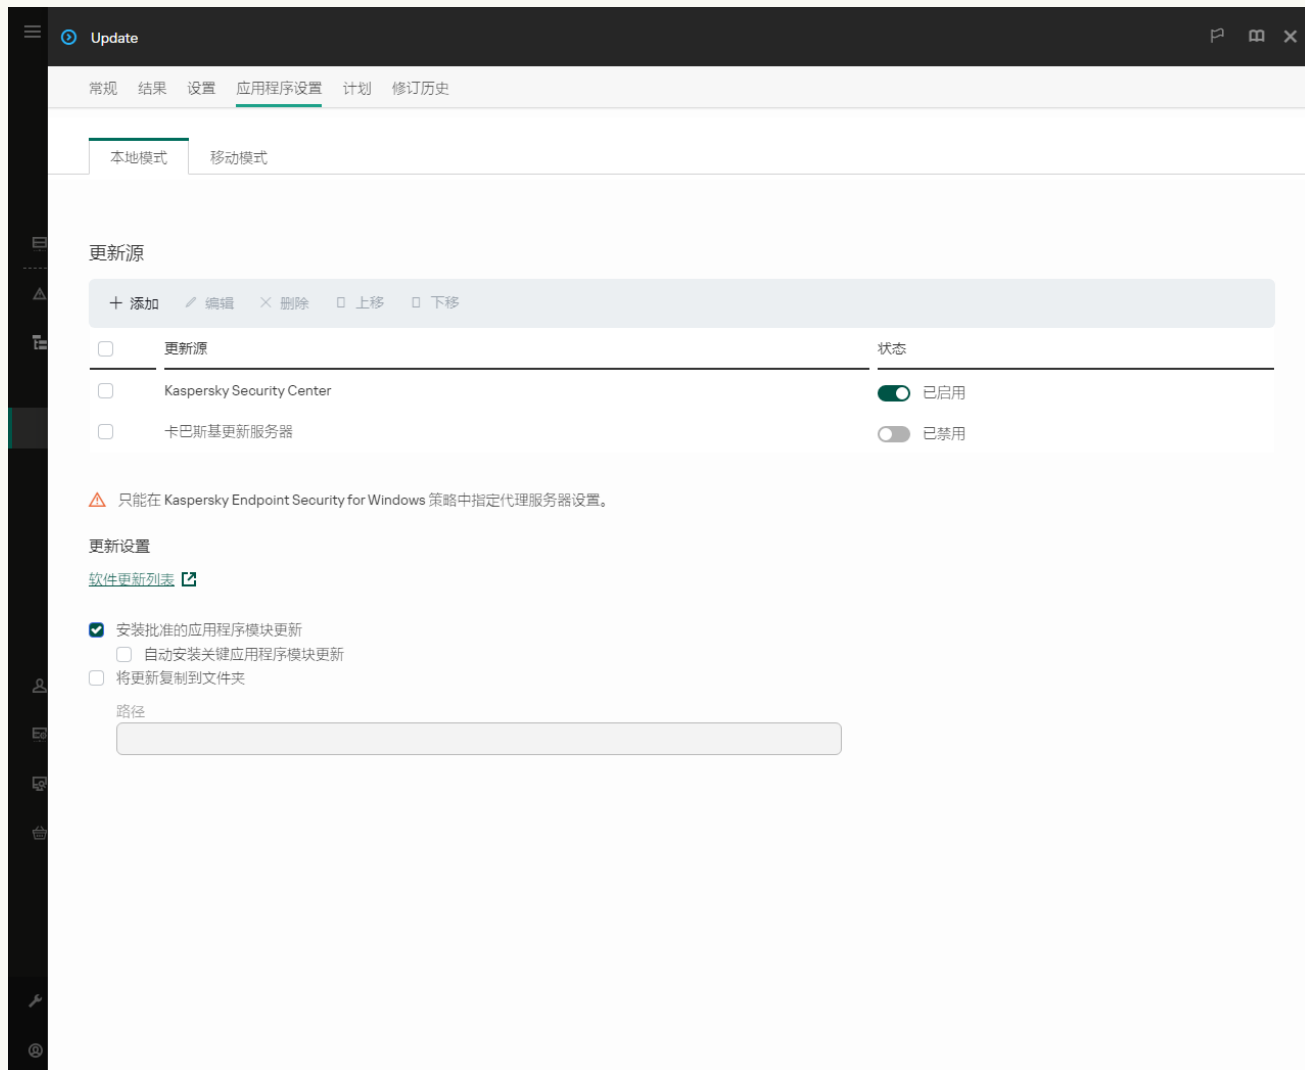 Update
常规 结果 设置 应用程序设置 计划 修订历史
本地模式 移动模式
更新源
添加 编辑 删除 上移 下移
更新源 状态
Kaspersky Security Center 已启用
卡巴斯基更新服务器 已禁用
只能在 Kaspersky Endpoint Security for Windows 策略中指定代理服务器设置。
更新设置
软件更新列表
安装批准的应用程序模块更新
自动安装关键应用程序模块更新
将更新复制到文件夹
路径